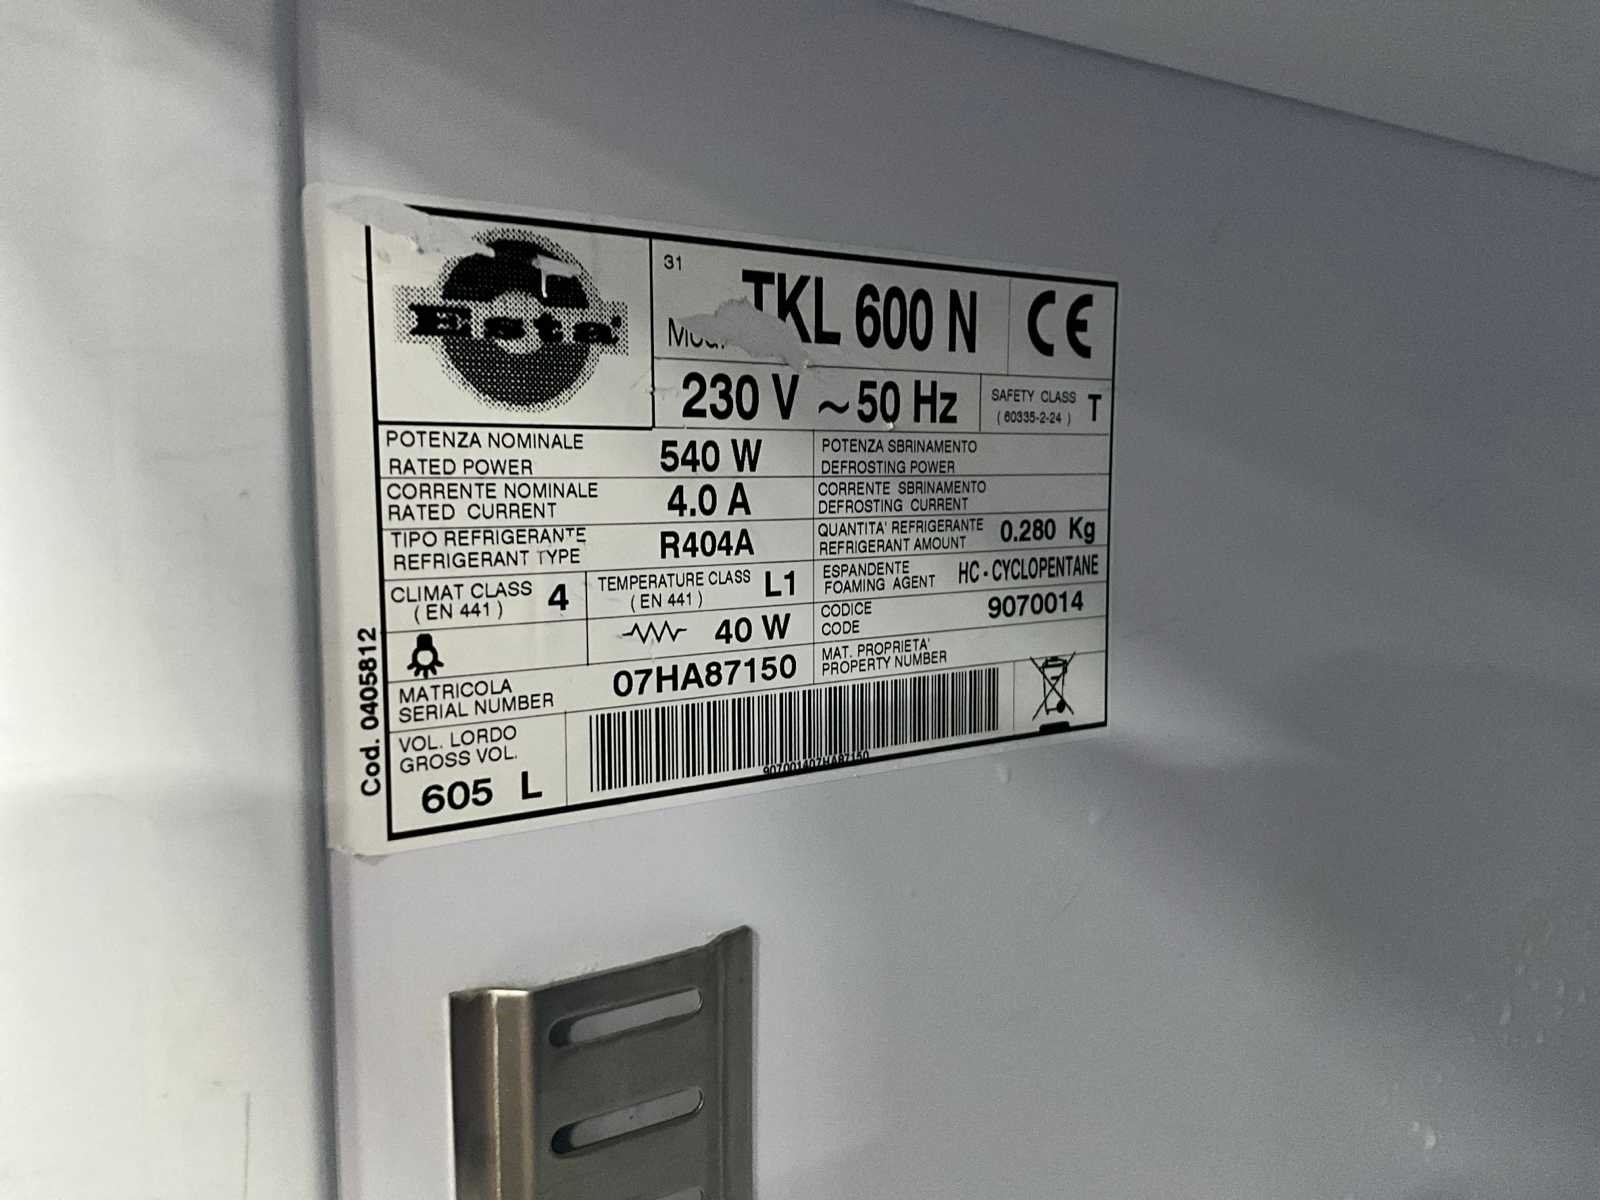 Esta'
31
TKL 600 N
CE
230 V ~ 50 Hz
SAFETY CLASS
( 60335-2-24 )
T
POTENZA NOMINALE
RATED POWER
540 W
POTENZA SBRINAMENTO
DEFROSTING POWER
CORRENTE NOMINALE
RATED CURRENT
4.0 A
CORRENTE SBRINAMENTO
DEFROSTING CURRENT
TIPO REFRIGERANTE
REFRIGERANT TYPE
R404A
QUANTITA' REFRIGERANTE
REFRIGERANT AMOUNT
0.280 Kg
CLIMAT CLASS
( EN 441 )
4
TEMPERATURE CLASS
( EN 441 )
L1
ESPANDENTE
FOAMING AGENT
HC - CYCLOPENTANE
40 W
CODICE
CODE
9070014
MATRICOLA
SERIAL NUMBER
07HA87150
MAT. PROPRIETA'
PROPERTY NUMBER
VOL. LORDO
GROSS VOL.
605 L
907001407HA87150
Cod. 0405812